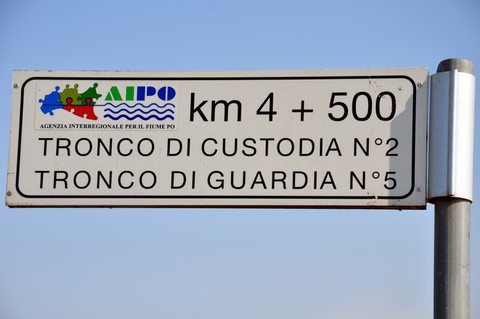 AIPO km 4 + 500
AGENZIA INTERREGIONALE PER IL FIUME PO
TRONCO DI CUSTODIA N°2
TRONCO DI GUARDIA N°5